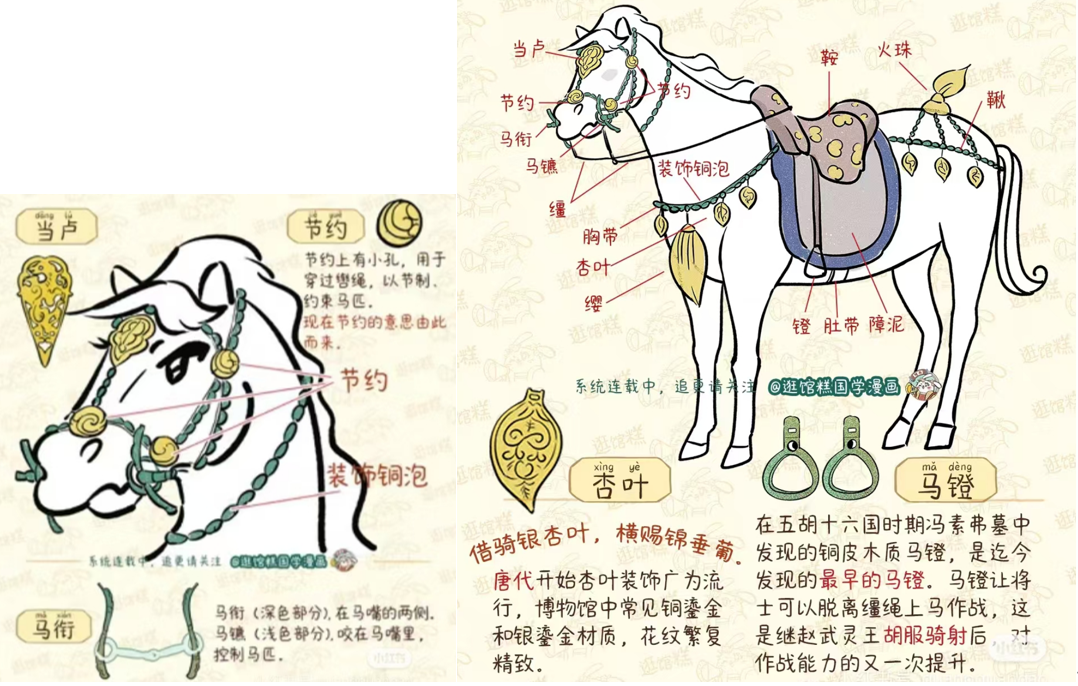 dāng lú
当卢
jié yuē
节约
节约上有小孔，用于
穿过辔绳，以节制、
约束马匹。
现在节约的意思由此
而来。
节约
装饰铜泡
系统连载中，追更请关注 @逛馆糕国学漫画
mǎ xián
马衔
马衔（深色部分），在马嘴的两侧。
马镳（浅色部分），咬在马嘴里，
控制马匹。
小红书
当卢
节约
节约
马衔
马镳
缰
装饰铜泡
胸带
杏叶
缨
鞍
火珠
鞦
镫
肚带
障泥
系统连载中，追更请关注 @逛馆糕国学漫画
xìng yè
杏叶
借骑银杏叶，横赐锦垂葡。
唐代开始杏叶装饰广为流
行，博物馆中常见铜鎏金
和银鎏金材质，花纹繁复
精致。
mǎ dèng
马镫
在五胡十六国时期冯素弗墓中
发现的铜皮木质马镫，是迄今
发现的最早的马镫。马镫让将
士可以脱离缰绳上马作战，这
是继赵武灵王胡服骑射后，对
作战能力的又一次提升。
小红书
逛馆糕